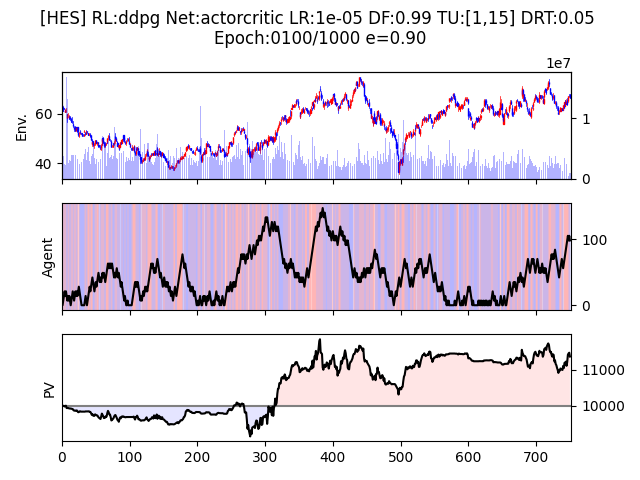 [HES] RL:ddpg Net:actorcritic LR:1e-05 DF:0.99 TU:[1,15] DRT:0.05
Epoch:0100/1000 e=0.90
1e7
Env.
60
40
1
0
Agent
100
0
PV
11000
10000
0
100
200
300
400
500
600
700